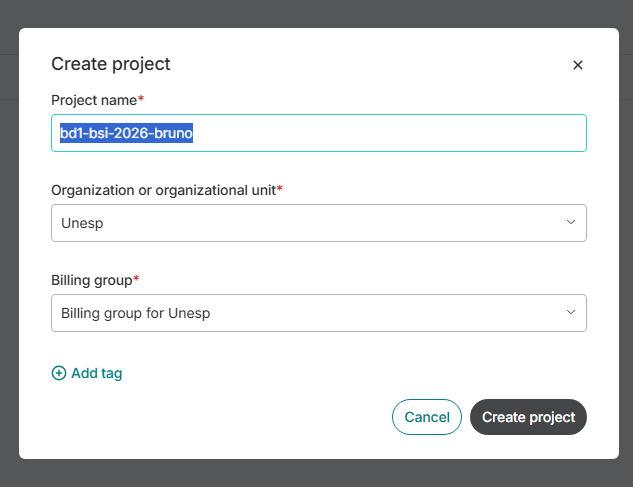 Create project
Project name*
bd1-bsi-2026-bruno
Organization or organizational unit*
Unesp
Billing group*
Billing group for Unesp
Add tag
Cancel
Create project